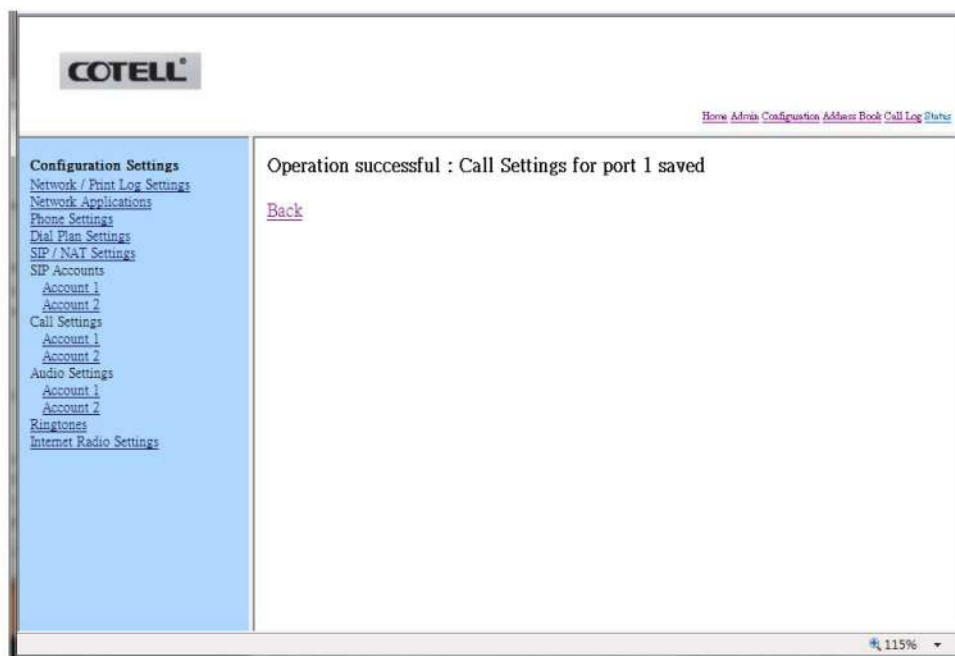 COTELL®
Home Admin Configuration Address Book Call Log Status
Configuration Settings
Network / Print Log Settings
Network Applications
Phone Settings
Dial Plan Settings
SIP / NAT Settings
SIP Accounts
Account 1
Account 2
Call Settings
Account 1
Account 2
Audio Settings
Account 1
Account 2
Ringtones
Internet Radio Settings
Operation successful : Call Settings for port 1 saved
Back
115%